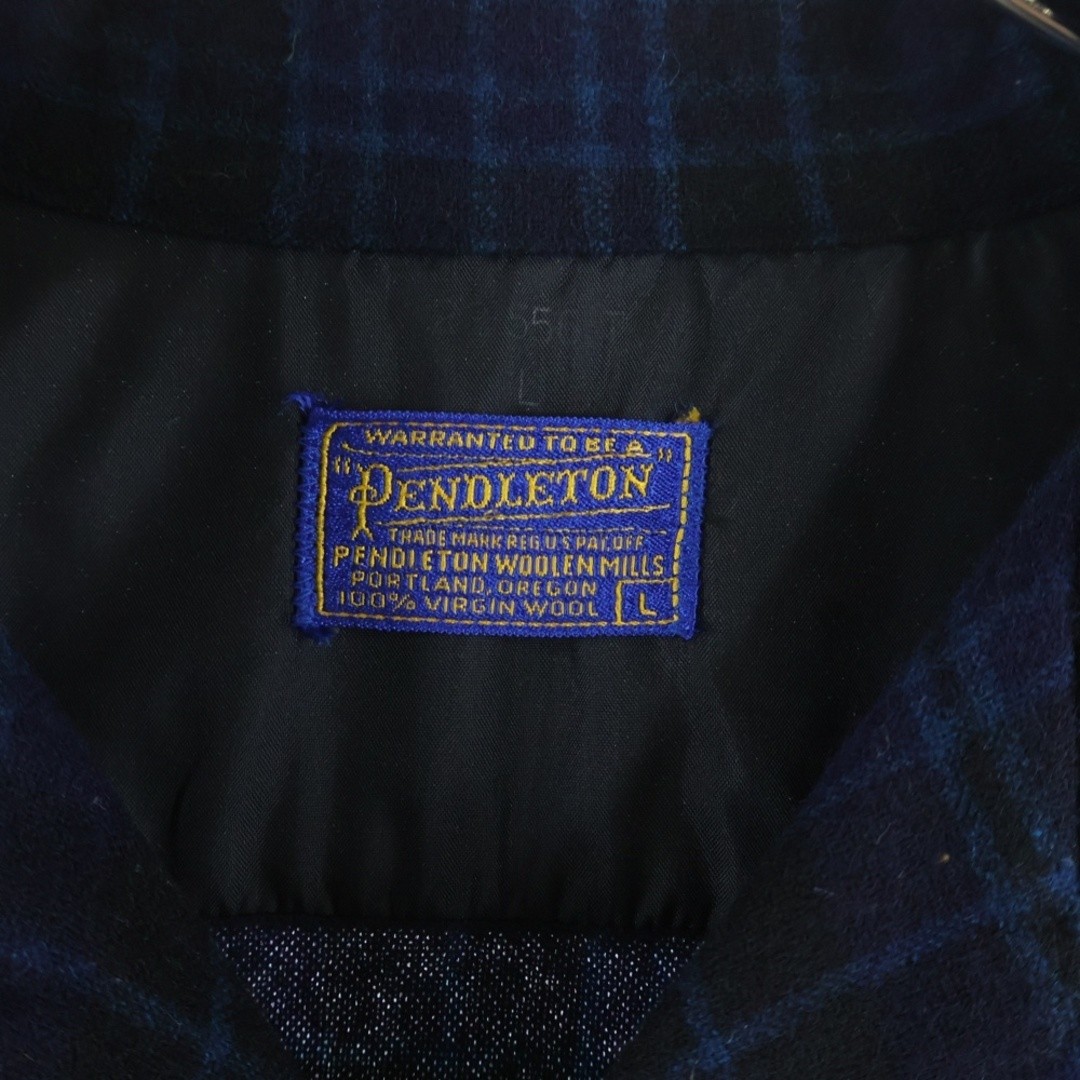 L
WARRANTED TO BE A
"PENDLETON"
TRADE MARK REG U S PAT. OFF
PENDLETON WOOLEN MILLS
PORTLAND, OREGON
100% VIRGIN WOOL L